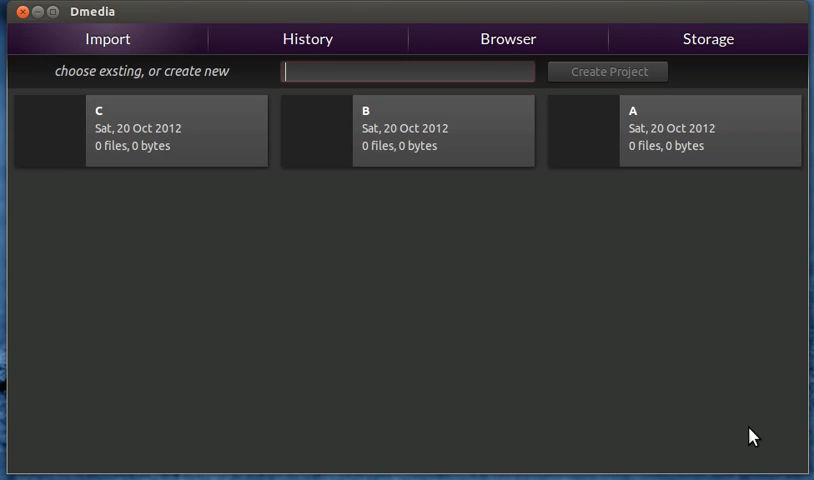 Dmedia
Import History Browser Storage
choose exsting, or create new Create Project
C
Sat, 20 Oct 2012
0 files, 0 bytes
B
Sat, 20 Oct 2012
0 files, 0 bytes
A
Sat, 20 Oct 2012
0 files, 0 bytes